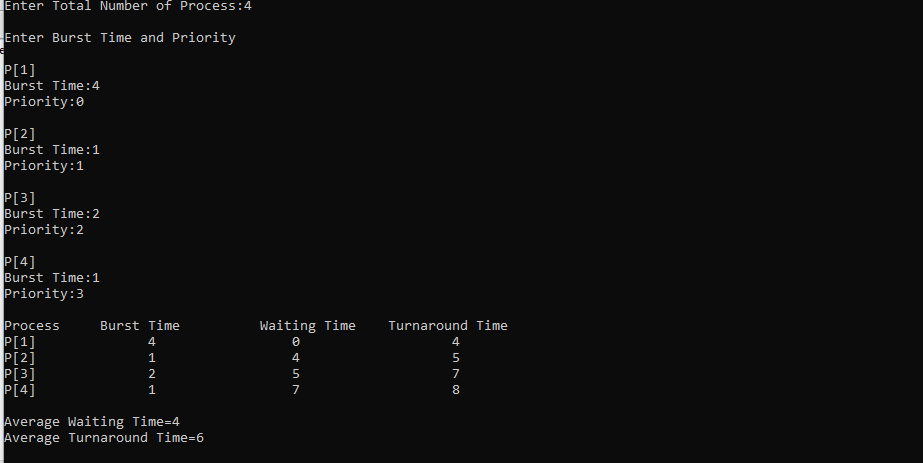 Enter Total Number of Process:4
Enter Burst Time and Priority
P[1]
Burst Time:4
Priority:0
P[2]
Burst Time:1
Priority:1
P[3]
Burst Time:2
Priority:2
P[4]
Burst Time:1
Priority:3
Process Burst Time Waiting Time Turnaround Time
P[1] 4 0 4
P[2] 1 4 5
P[3] 2 5 7
P[4] 1 7 8
Average Waiting Time=4
Average Turnaround Time=6